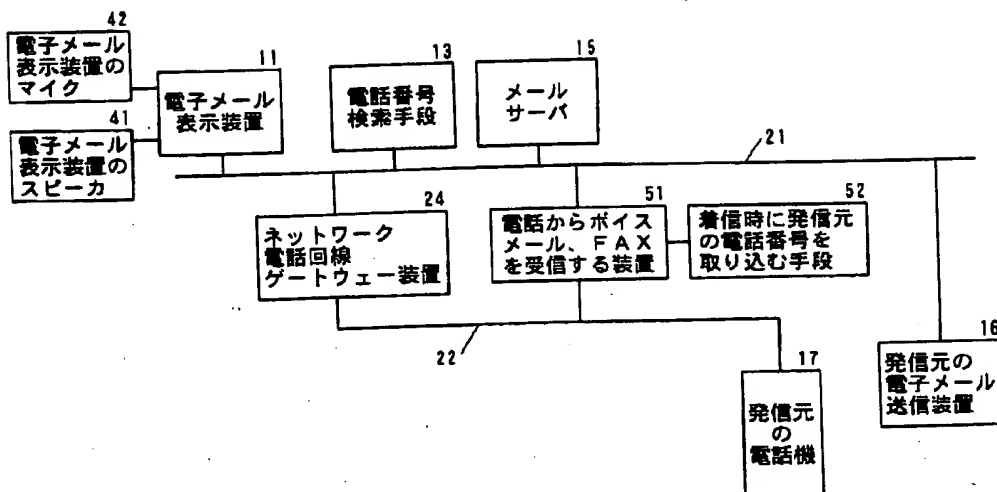 42
電子メール
表示装置の
マイク
41
電子メール
表示装置の
スピーカ
11
電子メール
表示装置
13
電話番号
検索手段
15
メール
サーバ
21
24
ネットワーク
電話回線
ゲートウェー装置
51
電話からボイス
メール、FAX
を受信する装置
52
着信時に発信元
の電話番号を
取り込む手段
22
17
発信元
の
電話機
16
発信元の
電子メール
送信装置